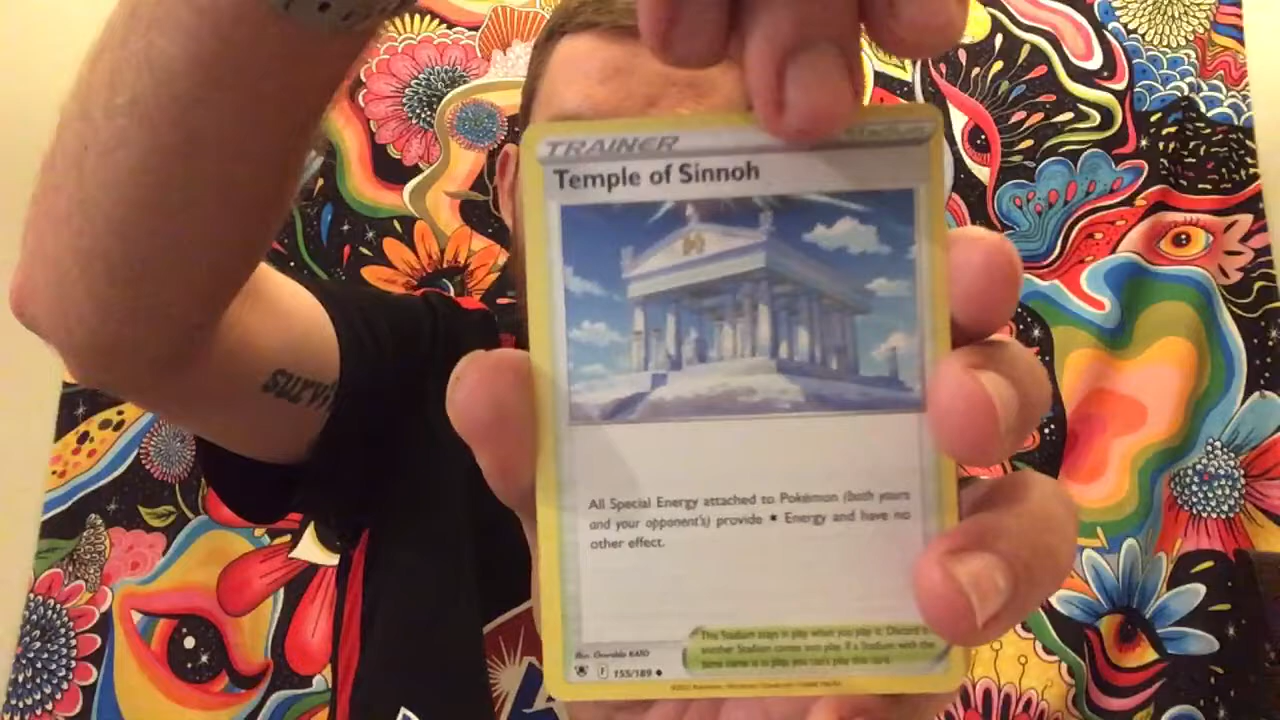 TRAINER
Temple of Sinnoh
All Special Energy attached to Pokémon (both yours
and your opponent's) provide Energy and have no
other effect.
This Stadium stays in play when you play it. Discard it
another Stadium comes into play. If a Stadium with the
same name is in play, you can't play this card.
Illus.
F 155/189
surviv